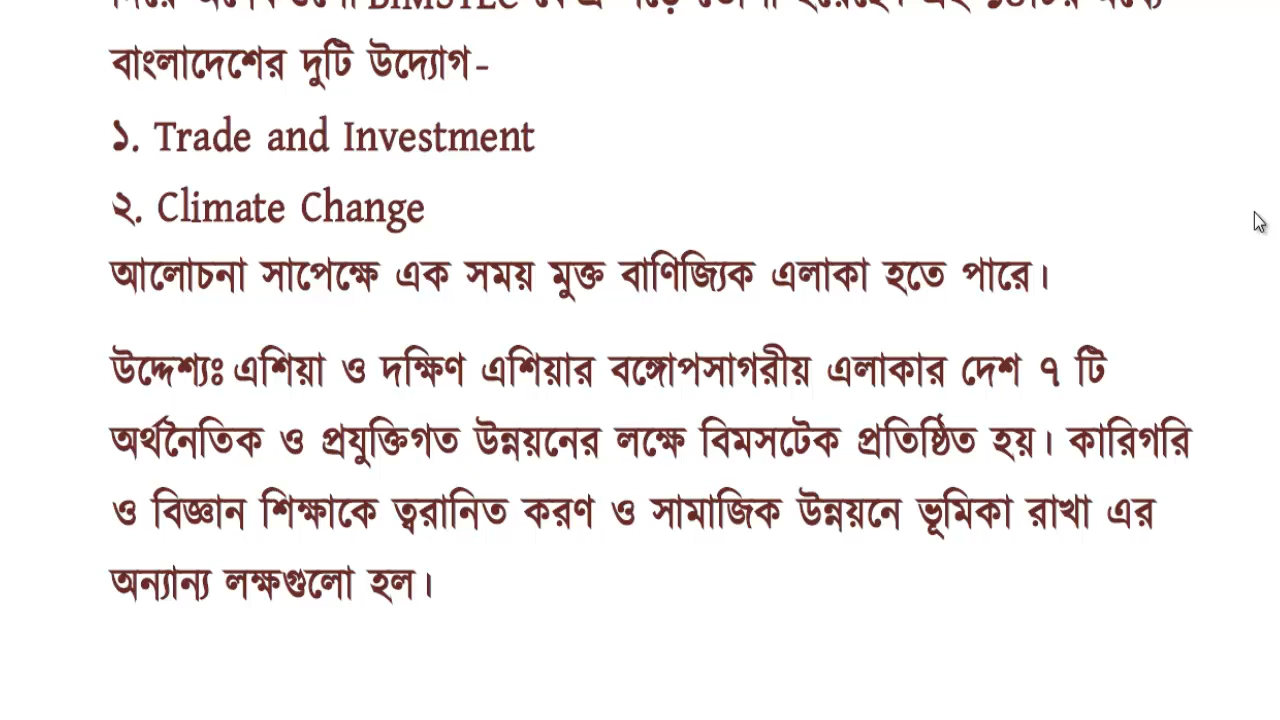 BIMSTEC
বাংলাদেশের দুটি উদ্যোগ-
১. Trade and Investment
২. Climate Change
আলোচনা সাপেক্ষে এক সময় মুক্ত বাণিজ্যিক এলাকা হতে পারে।
উদ্দেশ্যঃ এশিয়া ও দক্ষিণ এশিয়ার বঙ্গোপসাগরীয় এলাকার দেশ ৭ টি
অর্থনৈতিক ও প্রযুক্তিগত উন্নয়নের লক্ষে বিমসটেক প্রতিষ্ঠিত হয়। কারিগরি
ও বিজ্ঞান শিক্ষাকে ত্বরানিত করণ ও সামাজিক উন্নয়নে ভূমিকা রাখা এর
অন্যান্য লক্ষগুলো হল।